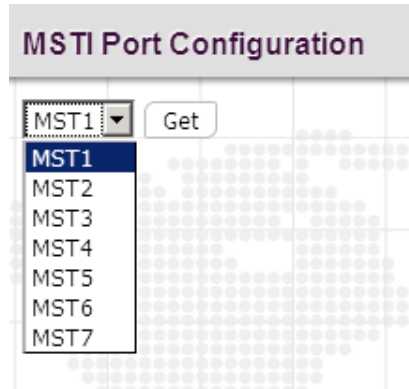 MSTI Port Configuration
MST1 Get
MST1
MST2
MST3
MST4
MST5
MST6
MST7